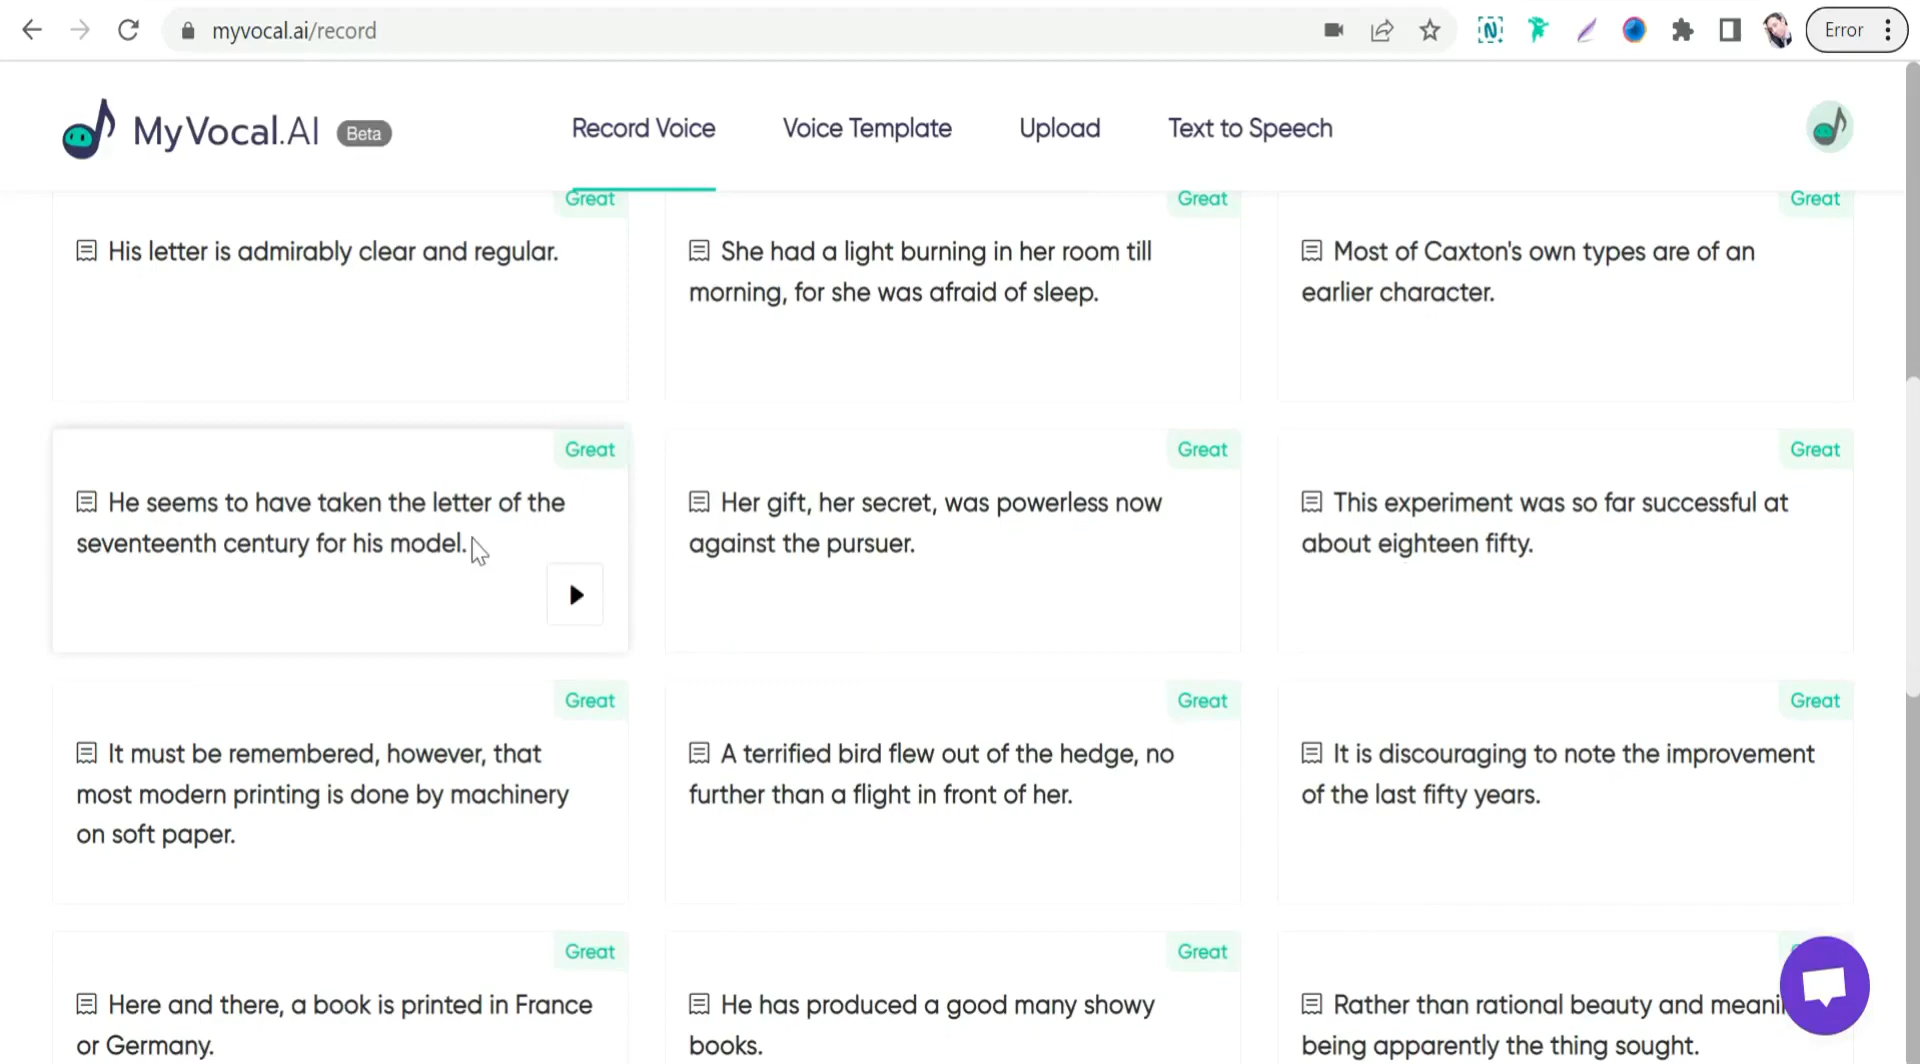 myvocal.ai/record
Error
MyVocal.AI Beta
Record Voice
Voice Template
Upload
Text to Speech
Great
Great
Great
His letter is admirably clear and regular.
She had a light burning in her room till
morning, for she was afraid of sleep.
Most of Caxton's own types are of an
earlier character.
Great
Great
Great
He seems to have taken the letter of the
seventeenth century for his model.
Her gift, her secret, was powerless now
against the pursuer.
This experiment was so far successful at
about eighteen fifty.
Great
Great
Great
It must be remembered, however, that
most modern printing is done by machinery
on soft paper.
A terrified bird flew out of the hedge, no
further than a flight in front of her.
It is discouraging to note the improvement
of the last fifty years.
Great
Great
Here and there, a book is printed in France
or Germany.
He has produced a good many showy
books.
Rather than rational beauty and meani
being apparently the thing sought.